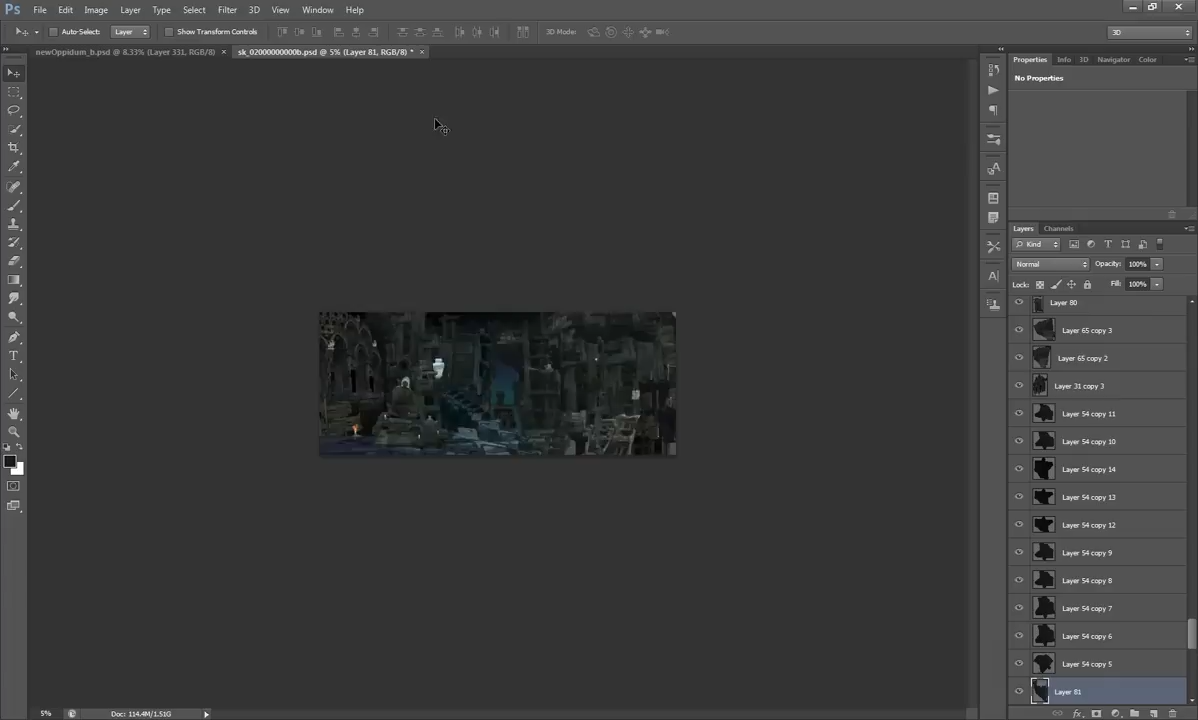 Ps File Edit Image Layer Type Select Filter 3D View Window Help
Auto-Select: Layer Show Transform Controls 3D Mode: 3D
newOppidum_b.psd @ 8.33% (Layer 331, RGB/8) × sk_02000000000b.psd @ 5% (Layer 81, RGB/8) * ×
Properties Info 3D Navigator Color
No Properties
Layers Channels
Kind
Normal Opacity: 100%
Lock: Fill: 100%
Layer 80
Layer 65 copy 3
Layer 65 copy 2
Layer 31 copy 3
Layer 54 copy 11
Layer 54 copy 10
Layer 54 copy 14
Layer 54 copy 13
Layer 54 copy 12
Layer 54 copy 9
Layer 54 copy 8
Layer 54 copy 7
Layer 54 copy 6
Layer 54 copy 5
Layer 81
5% Doc: 114.4M/1.51G